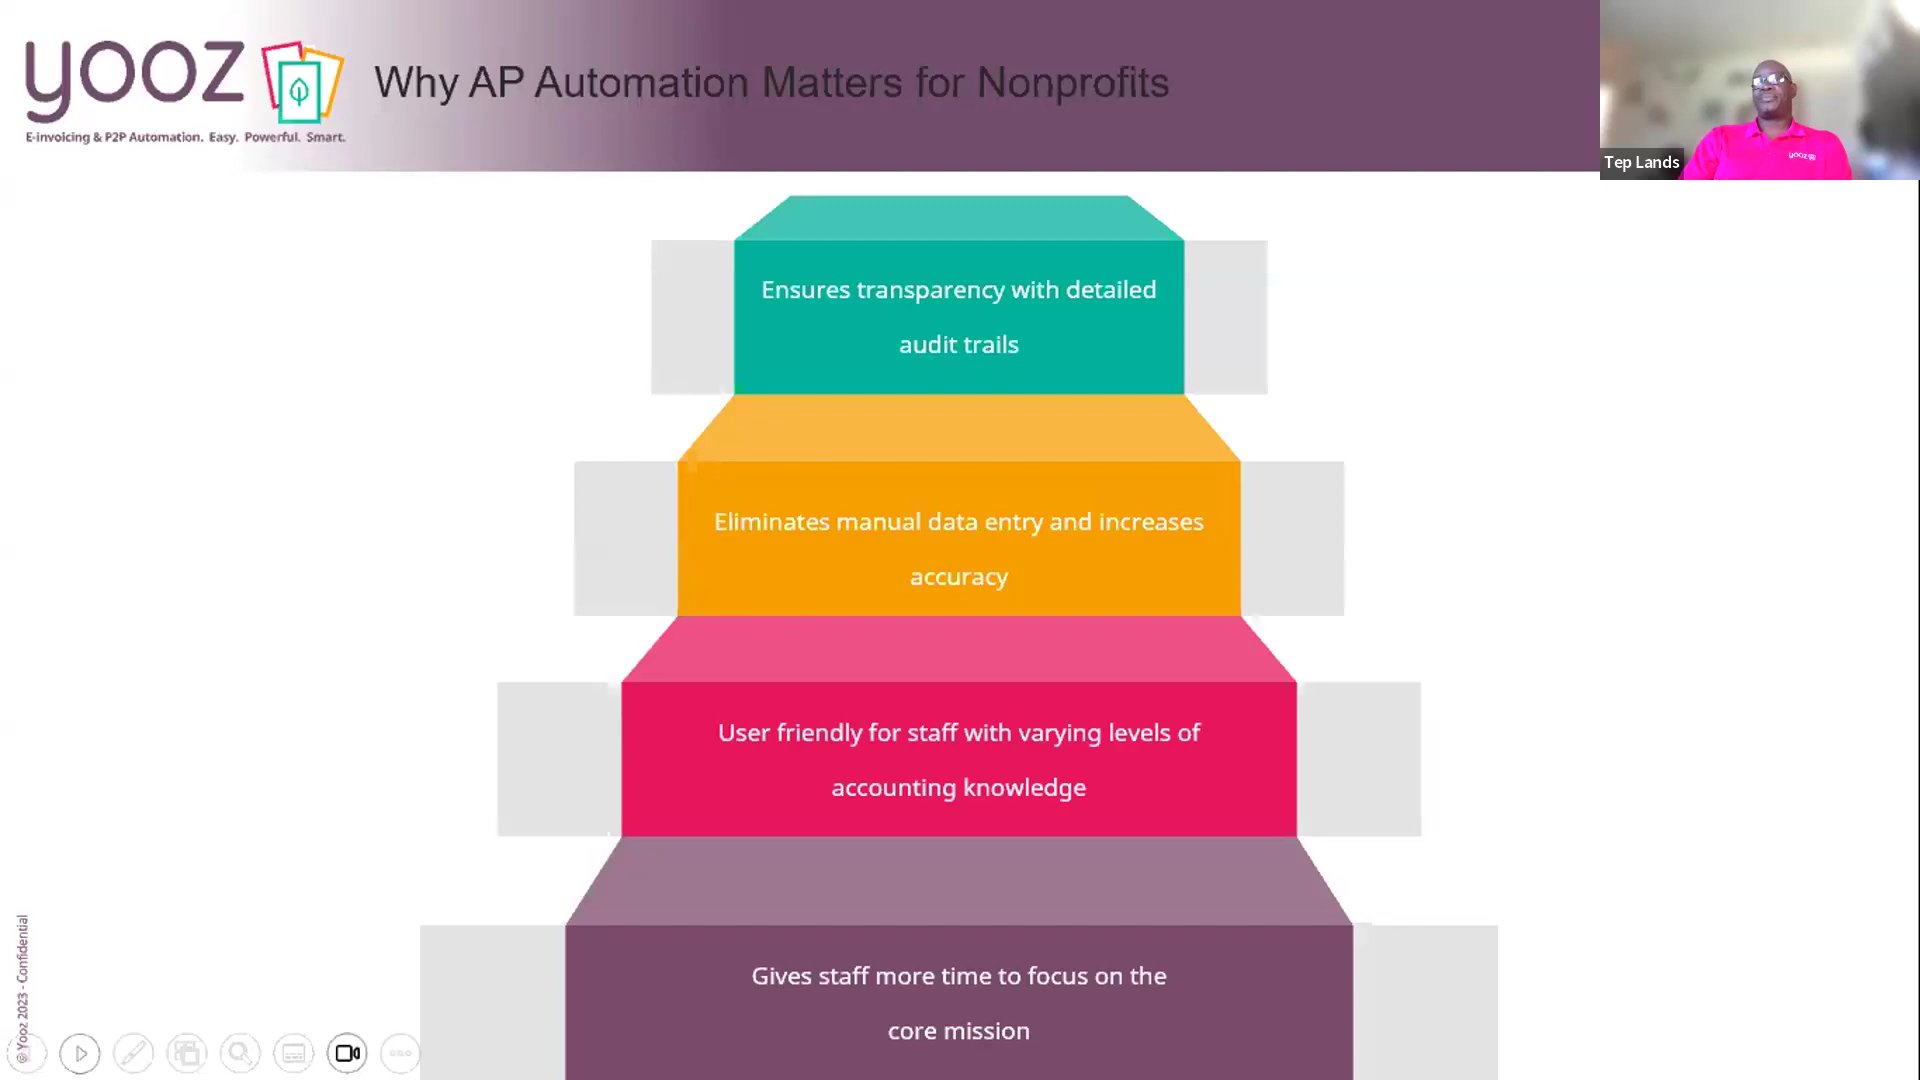 yooz
E-invoicing & P2P Automation. Easy. Powerful. Smart.
Why AP Automation Matters for Nonprofits
yooz
Tep Lands
Ensures transparency with detailed
audit trails
Eliminates manual data entry and increases
accuracy
User friendly for staff with varying levels of
accounting knowledge
Gives staff more time to focus on the
core mission
© Yooz 2023 - Confidential